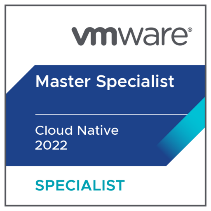 vmware®
Master Specialist
Cloud Native
2022
SPECIALIST